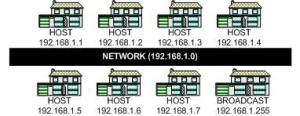 HOST HOST HOST HOST
192.168.1.1 192.168.1.2 192.168.1.3 192.168.1.4
NETWORK (192.168.1.0)
HOST HOST HOST BROADCAST
192.168.1.5 192.168.1.6 192.168.1.7 192.168.1.255